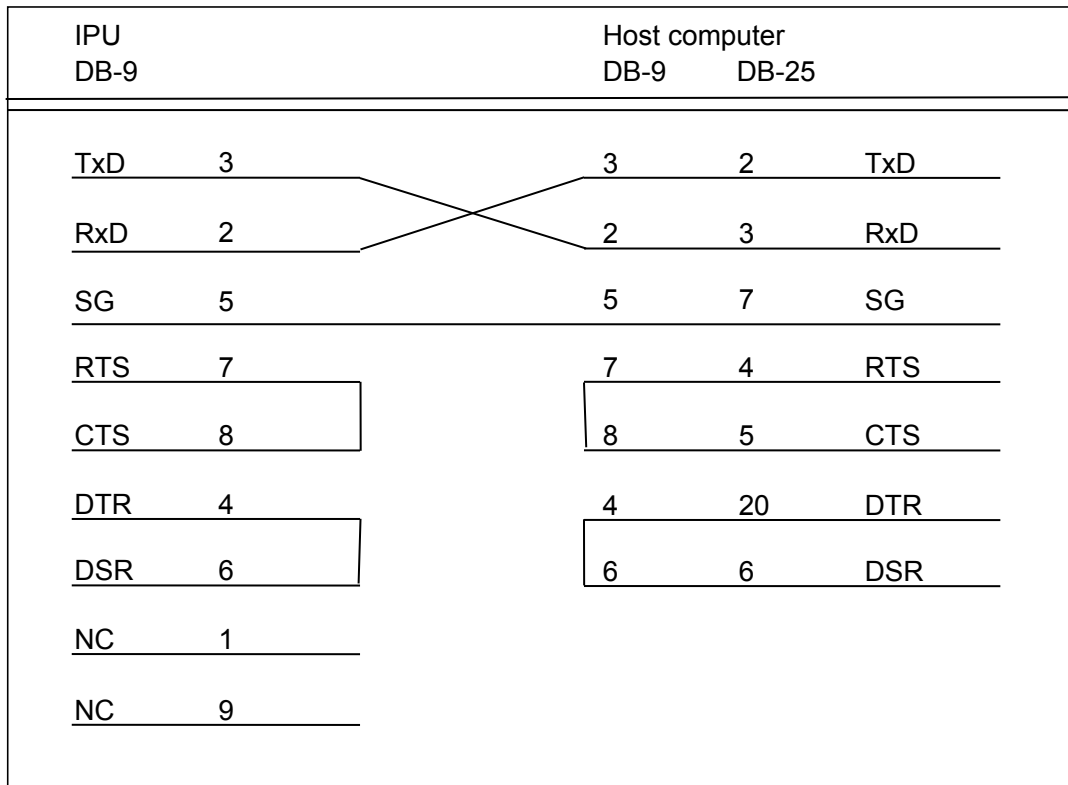 IPU Host computer
DB-9 DB-9 DB-25
TxD 3 3 2 TxD
RxD 2 2 3 RxD
SG 5 5 7 SG
RTS 7 7 4 RTS
CTS 8 8 5 CTS
DTR 4 4 20 DTR
DSR 6 6 6 DSR
NC 1
NC 9